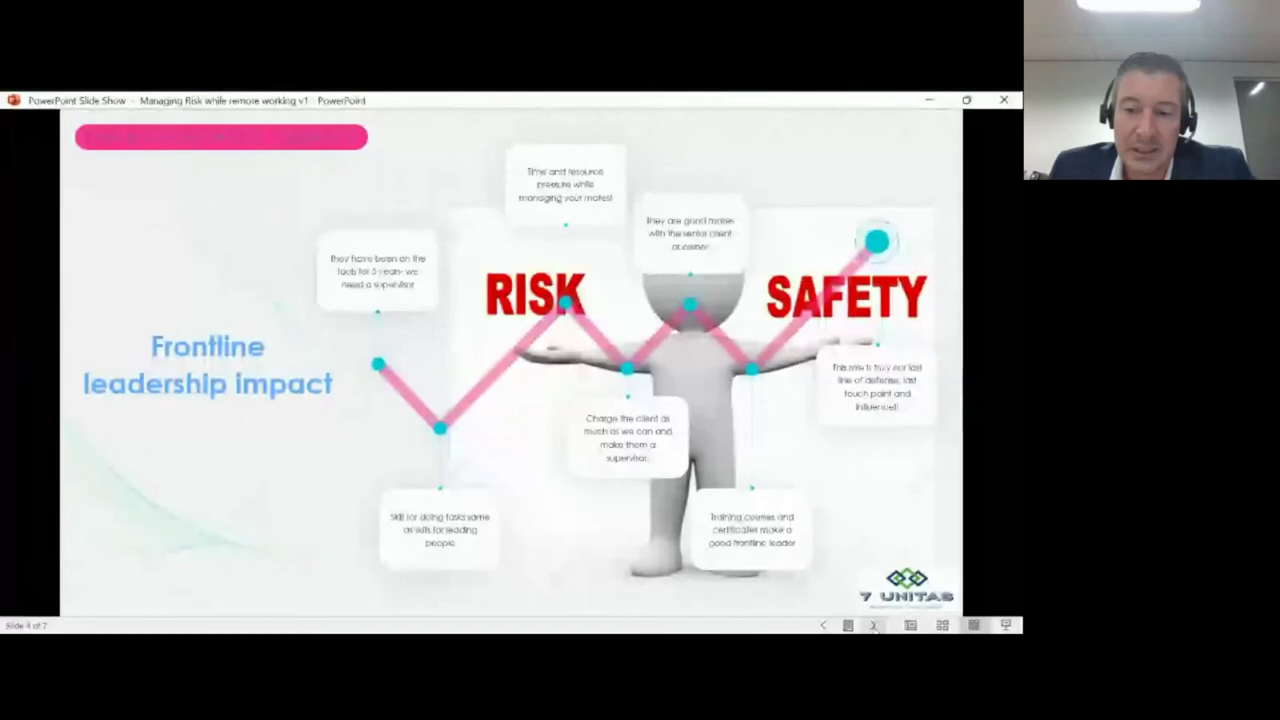 PowerPoint Slide Show - Managing Risk while remote working v1 - PowerPoint
Time and resource
pressure while
managing your mates!
They are good mates
with the senior client
or owner
They have been on the
tools for 5 years we
need a supervisor
RISK
SAFETY
Frontline
leadership impact
This role is truly our last
line of defense, last
touch point and
influence!!
Charge the client as
much as we can and
make them a
supervisor.
Skill for doing tasks same
as skills for leading
people
Training courses and
certificates make a
good frontline leader
7 UNITAS
Slide 4 of 7